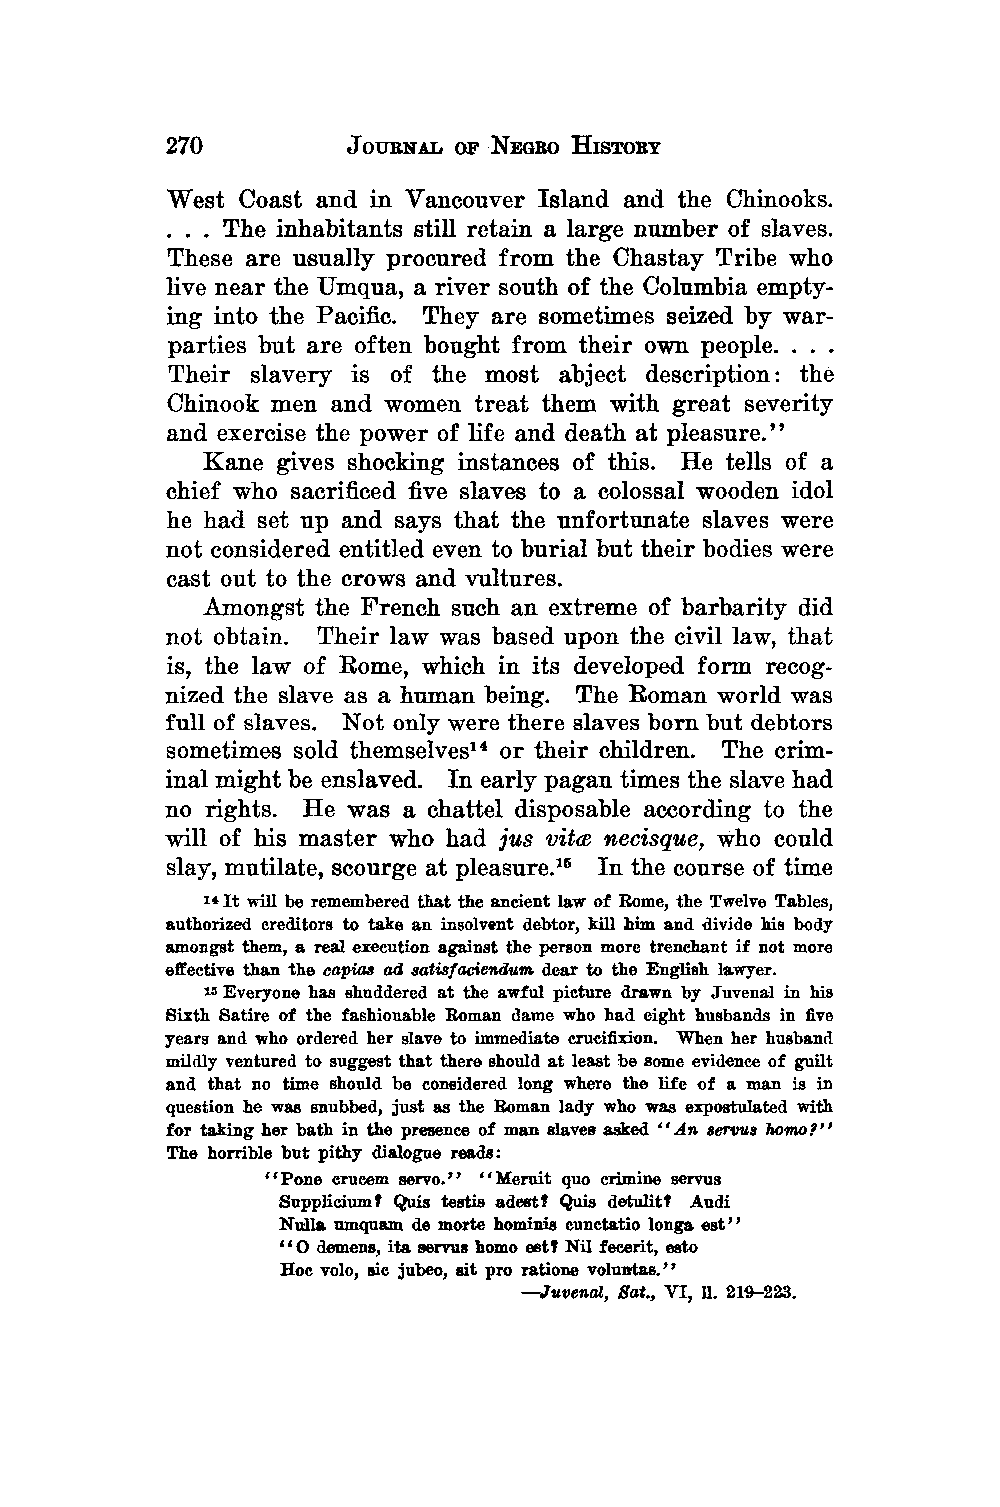 270 JOURNAL OF NEGRO HISTORY
West Coast and in Vancouver Island and the Chinooks.
. . . The inhabitants still retain a large number of slaves.
These are usually procured from the Chastay Tribe who
live near the Umqua, a river south of the Columbia empty-
ing into the Pacific. They are sometimes seized by war-
parties but are often bought from their own people. . . .
Their slavery is of the most abject description: the
Chinook men and women treat them with great severity
and exercise the power of life and death at pleasure.''
Kane gives shocking instances of this. He tells of a
chief who sacrificed five slaves to a colossal wooden idol
he had set up and says that the unfortunate slaves were
not considered entitled even to burial but their bodies were
cast out to the crows and vultures.
Amongst the French such an extreme of barbarity did
not obtain. Their law was based upon the civil law, that
is, the law of Rome, which in its developed form recog-
nized the slave as a human being. The Roman world was
full of slaves. Not only were there slaves born but debtors
sometimes sold themselves¹⁴ or their children. The crim-
inal might be enslaved. In early pagan times the slave had
no rights. He was a chattel disposable according to the
will of his master who had jus vitæ necisque, who could
slay, mutilate, scourge at pleasure.¹⁵ In the course of time
¹⁴ It will be remembered that the ancient law of Rome, the Twelve Tables,
authorized creditors to take an insolvent debtor, kill him and divide his body
amongst them, a real execution against the person more trenchant if not more
effective than the capias ad satisfaciendum dear to the English lawyer.
¹⁵ Everyone has shuddered at the awful picture drawn by Juvenal in his
Sixth Satire of the fashionable Roman dame who had eight husbands in five
years and who ordered her slave to immediate crucifixion. When her husband
mildly ventured to suggest that there should at least be some evidence of guilt
and that no time should be considered long where the life of a man is in
question he was snubbed, just as the Roman lady who was expostulated with
for taking her bath in the presence of man slaves asked ''An servus homo?''
The horrible but pithy dialogue reads:
''Pone crucem servo.'' ''Meruit quo crimine servus
Supplicium? Quis testis adest? Quis detulit? Audi
Nulla umquam de morte hominis cunctatio longa est''
''O demens, ita servus homo est? Nil fecerit, esto
Hoc volo, sic jubeo, sit pro ratione voluntas.''
—Juvenal, Sat., VI, ll. 219–223.